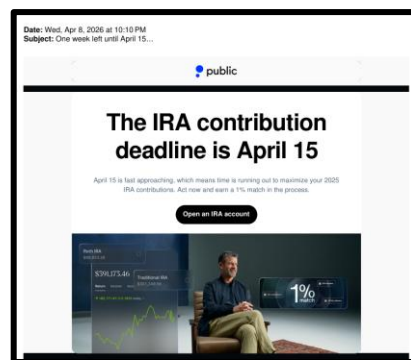 Date: Wed, Apr 8, 2026 at 10:10 PM
Subject: One week left until April 15…
public
The IRA contribution
deadline is April 15
April 15 is fast approaching, which means time is running out to maximize your 2025
IRA contributions. Act now and earn a 1% match in the process.
Open an IRA account
Roth IRA
$391,173.46
Traditional IRA
1%
match